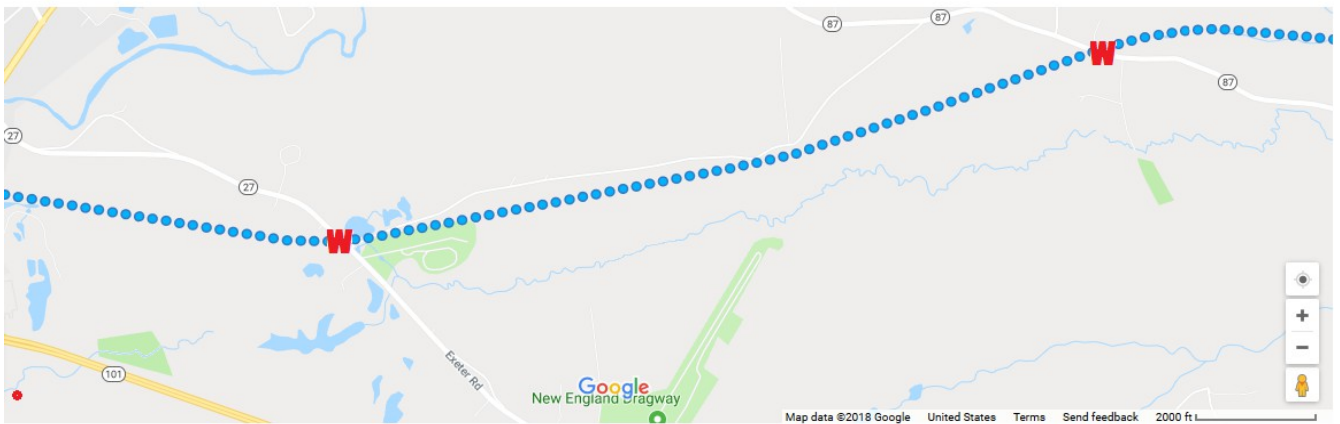 87
87
W
87
27
27
W
Exeter Rd
101
Google
New England Dragway
Map data ©2018 Google United States Terms Send feedback 2000 ft